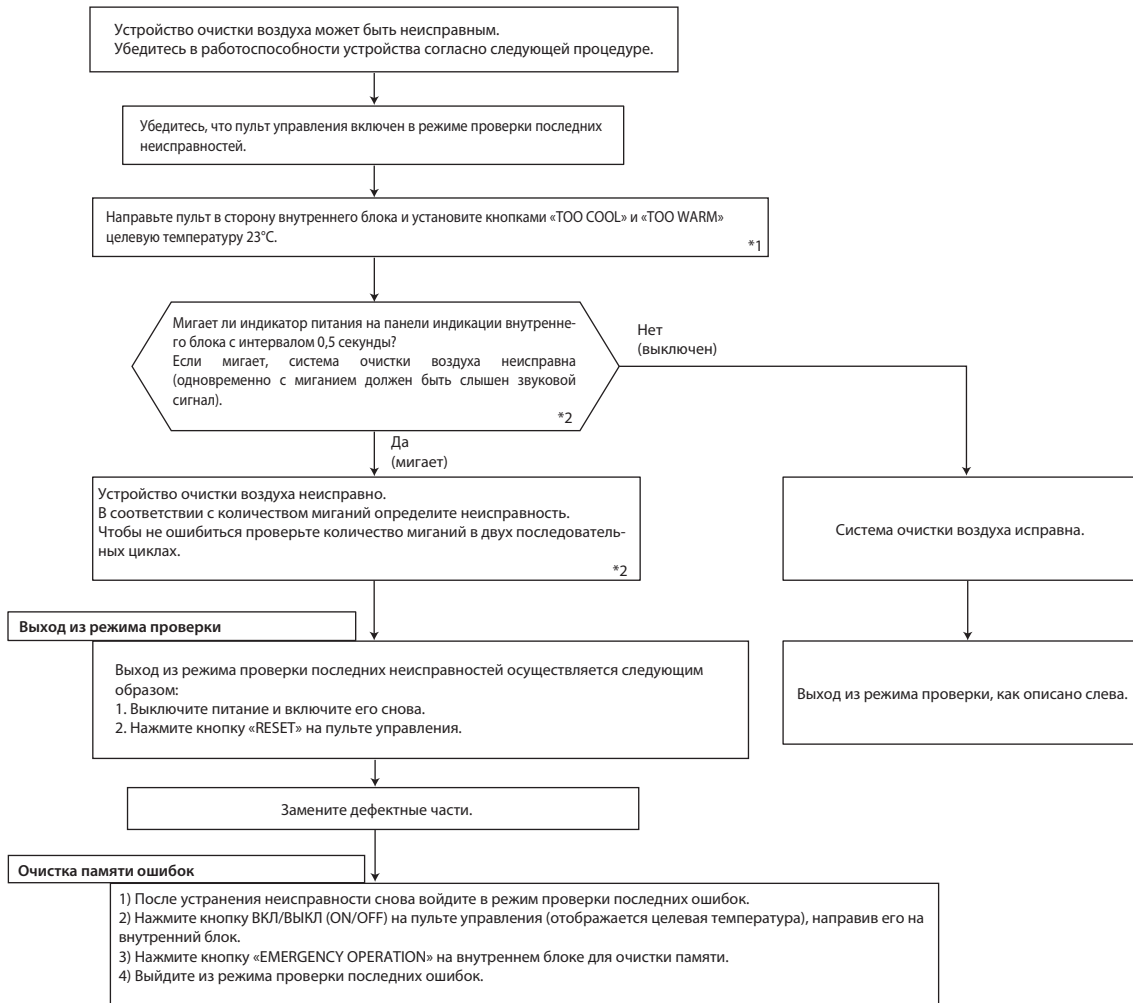 Устройство очистки воздуха может быть неисправным.
Убедитесь в работоспособности устройства согласно следующей процедуре.
Убедитесь, что пульт управления включен в режиме проверки последних
неисправностей.
Направьте пульт в сторону внутреннего блока и установите кнопками «TOO COOL» и «TOO WARM»
целевую температуру 23°C.
*1
Мигает ли индикатор питания на панели индикации внутренне-
го блока с интервалом 0,5 секунды?
Если мигает, система очистки воздуха неисправна
(одновременно с миганием должен быть слышен звуковой
сигнал).
*2
Нет
(выключен)
Да
(мигает)
Устройство очистки воздуха неисправно.
В соответствии с количеством миганий определите неисправность.
Чтобы не ошибиться проверьте количество миганий в двух последователь-
ных циклах.
*2
Система очистки воздуха исправна.
Выход из режима проверки
Выход из режима проверки последних неисправностей осуществляется следующим
образом:
1. Выключите питание и включите его снова.
2. Нажмите кнопку «RESET» на пульте управления.
Выход из режима проверки, как описано слева.
Замените дефектные части.
Очистка памяти ошибок
1) После устранения неисправности снова войдите в режим проверки последних ошибок.
2) Нажмите кнопку ВКЛ/ВЫКЛ (ON/OFF) на пульте управления (отображается целевая температура), направив его на
внутренний блок.
3) Нажмите кнопку «EMERGENCY OPERATION» на внутреннем блоке для очистки памяти.
4) Выйдите из режима проверки последних ошибок.